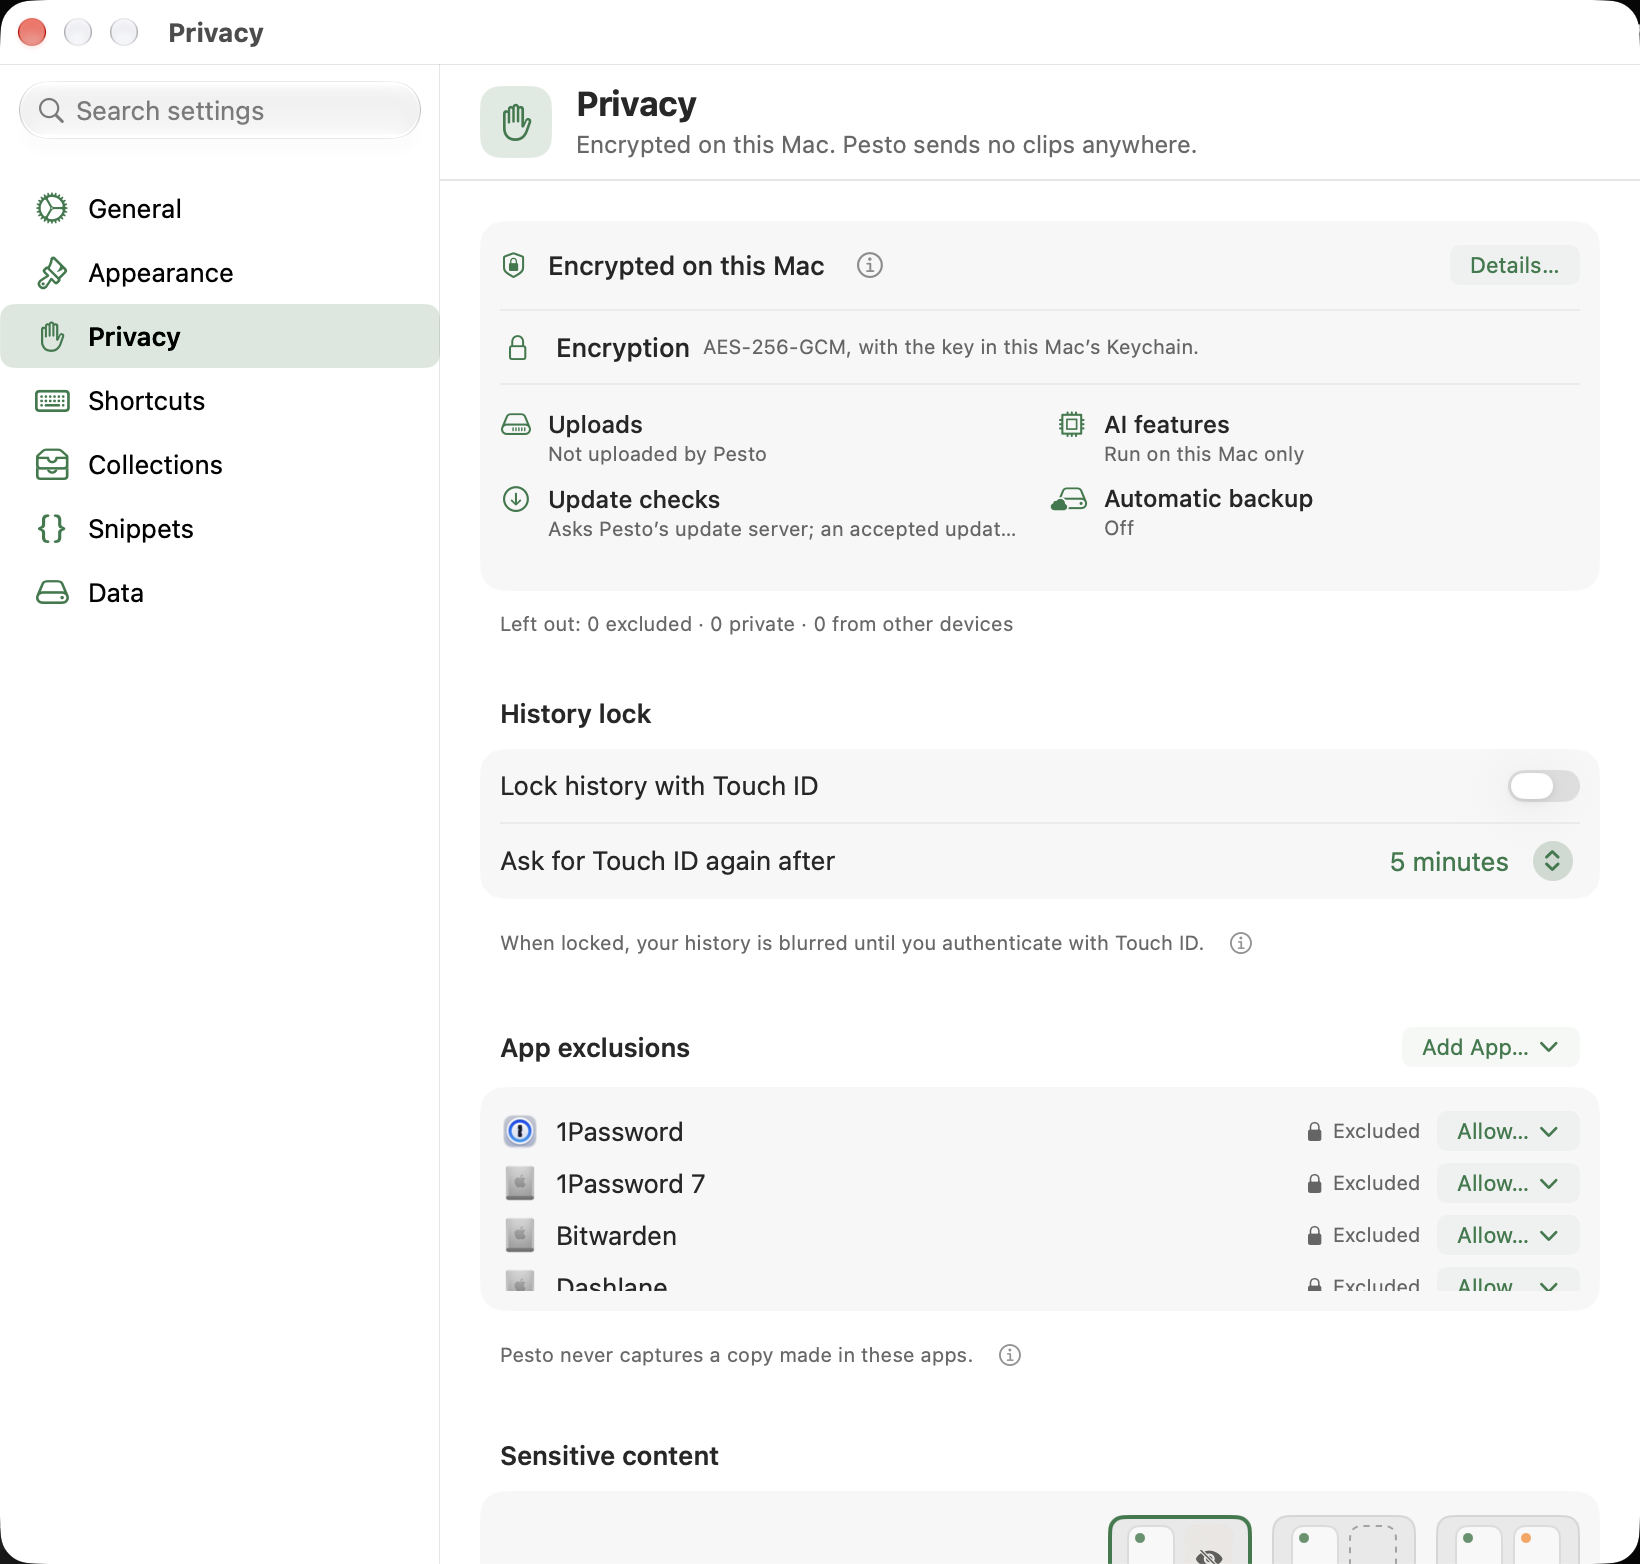 Privacy
Search settings
General
Appearance
Privacy
Shortcuts
Collections
Snippets
Data
Privacy
Encrypted on this Mac. Pesto sends no clips anywhere.
Encrypted on this Mac
Details...
Encryption AES-256-GCM, with the key in this Mac’s Keychain.
Uploads
Not uploaded by Pesto
AI features
Run on this Mac only
Update checks
Asks Pesto’s update server; an accepted updat...
Automatic backup
Off
Left out: 0 excluded · 0 private · 0 from other devices
History lock
Lock history with Touch ID
Ask for Touch ID again after 5 minutes
When locked, your history is blurred until you authenticate with Touch ID.
App exclusions
Add App...
1Password Excluded Allow...
1Password 7 Excluded Allow...
Bitwarden Excluded Allow...
Dashlane Excluded Allow
Pesto never captures a copy made in these apps.
Sensitive content